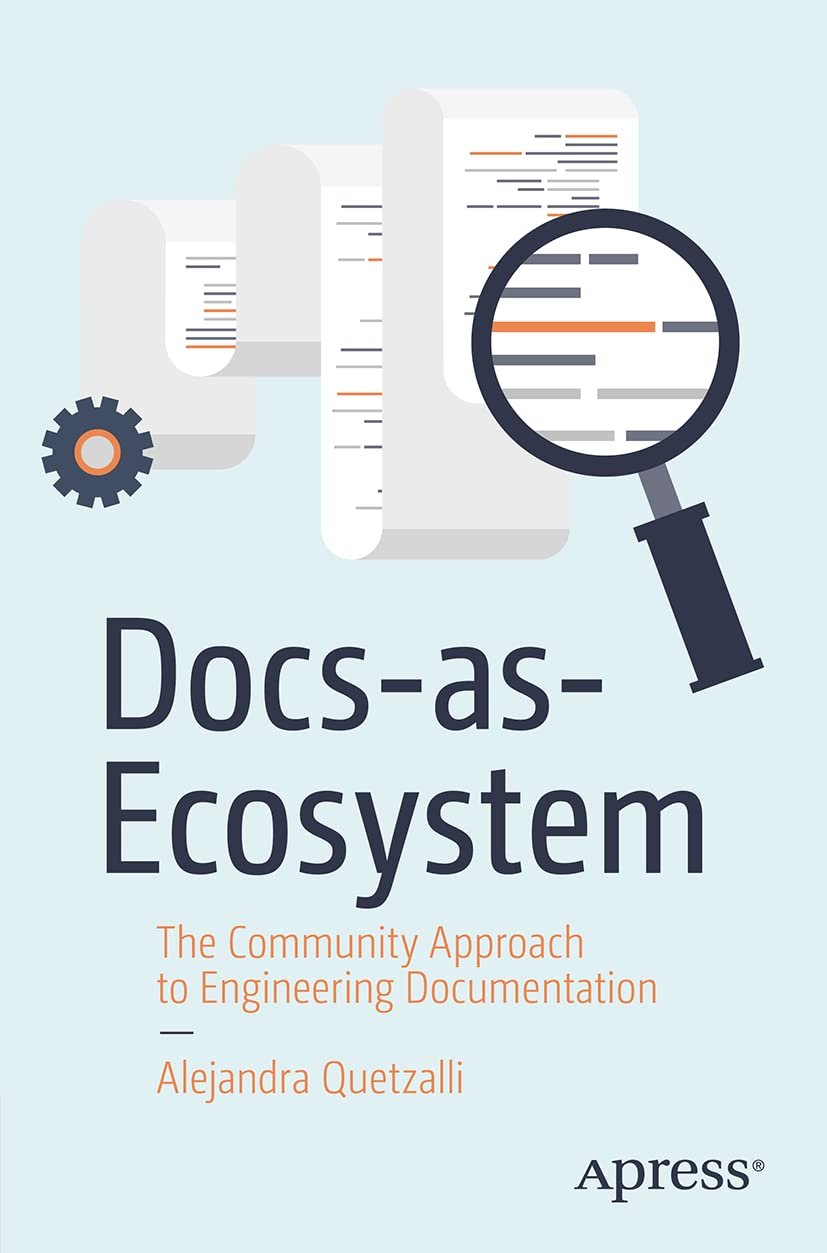 Docs-as-
Ecosystem
The Community Approach
to Engineering Documentation
Alejandra Quetzalli
Apress®